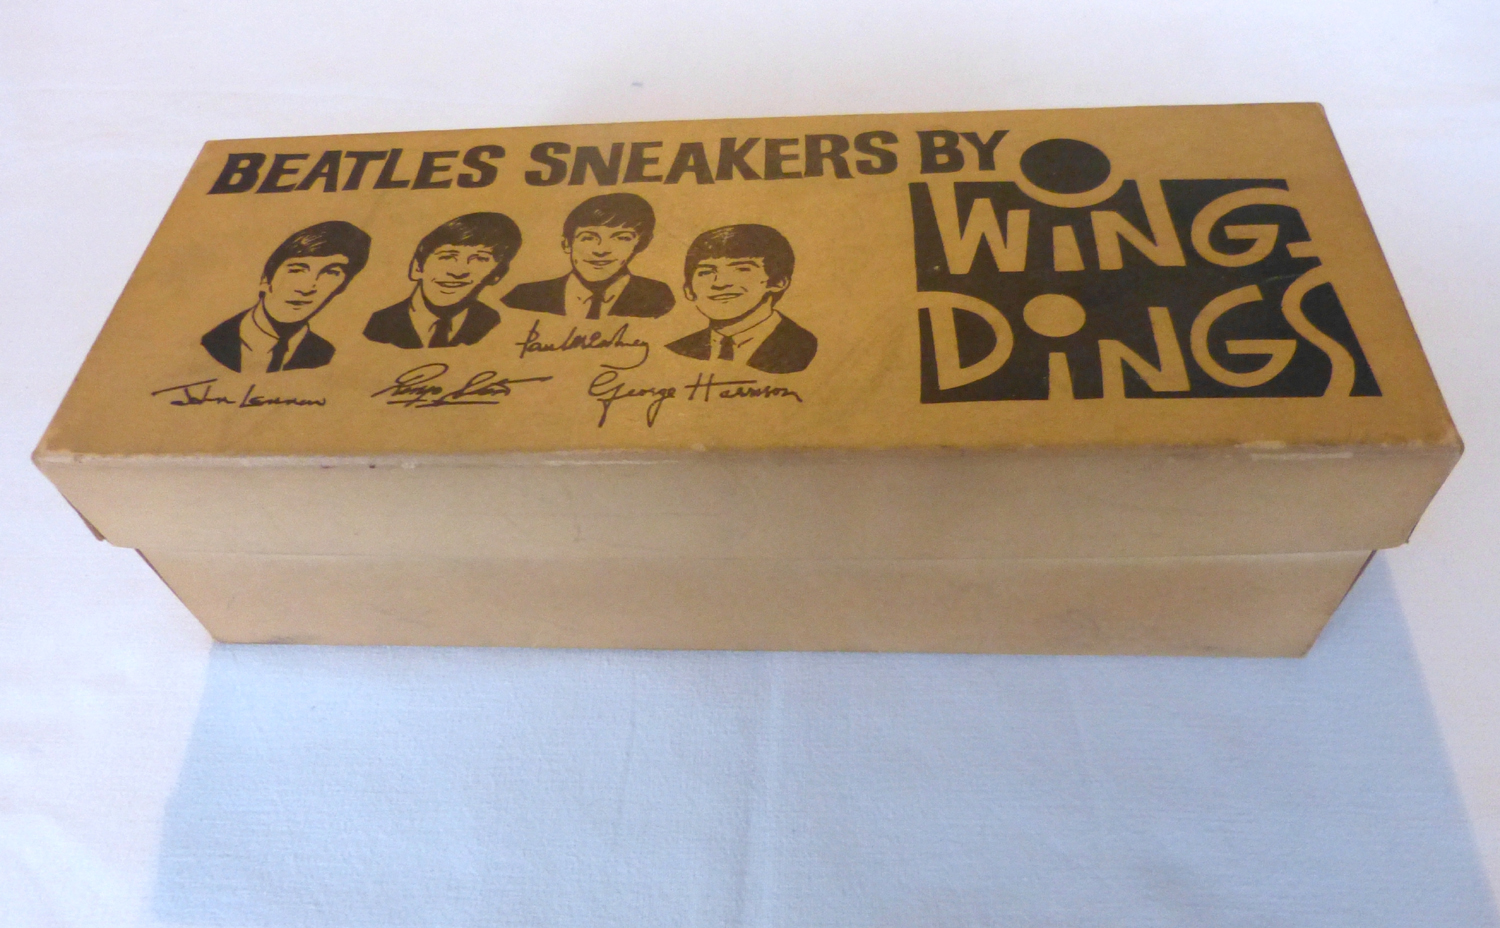 BEATLES SNEAKERS BY
WING
DINGS
John Lennon
Ringo Starr
Paul McCartney
George Harrison